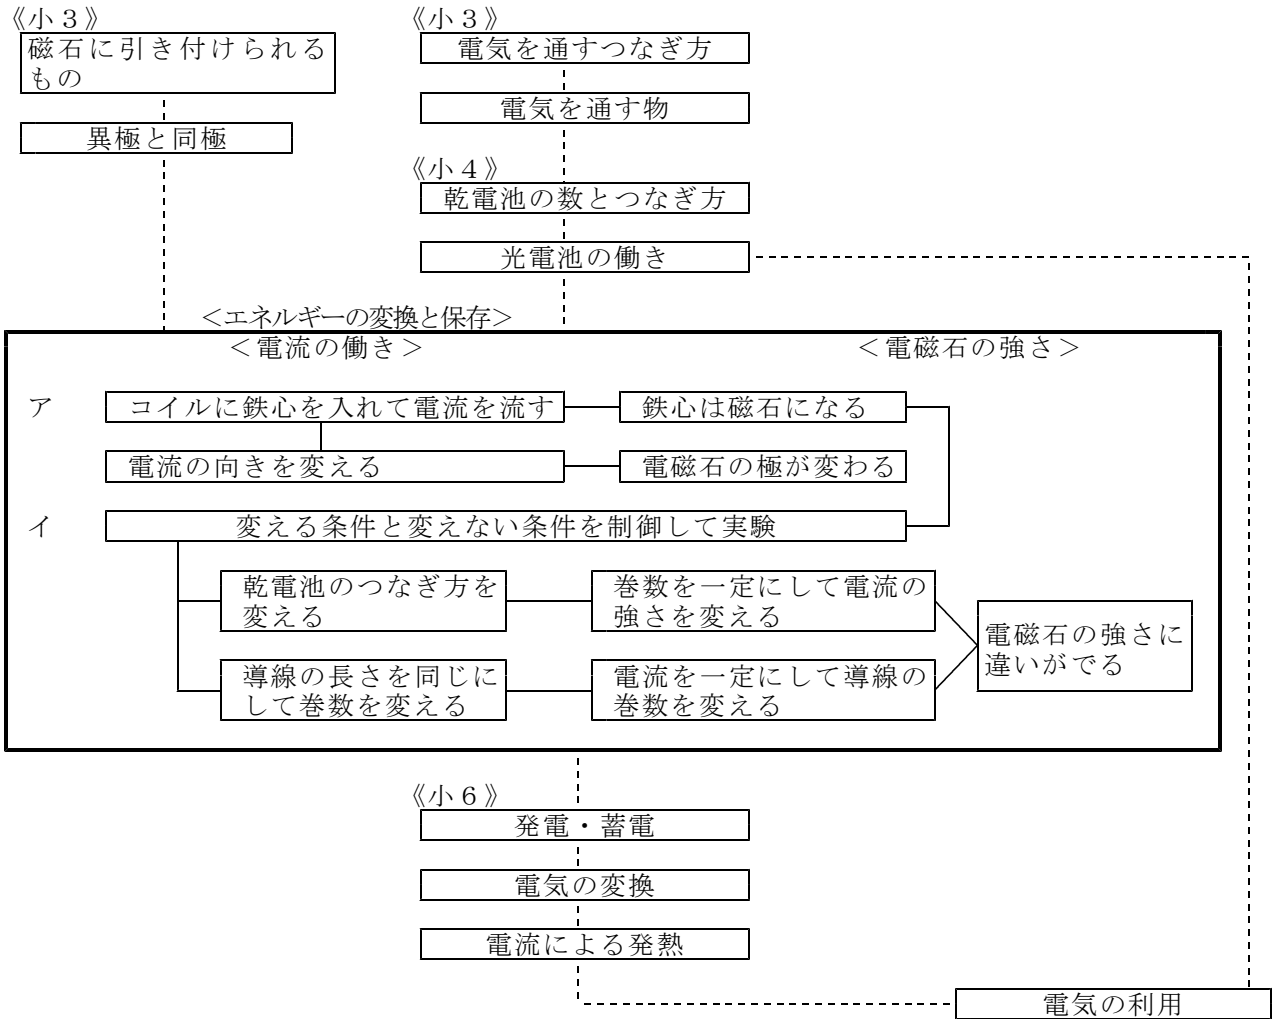 《小３》
磁石に引き付けられる
もの
異極と同極
《小３》
電気を通すつなぎ方
電気を通す物
《小４》
乾電池の数とつなぎ方
光電池の働き
＜エネルギーの変換と保存＞
＜電流の働き＞
＜電磁石の強さ＞
ア
コイルに鉄心を入れて電流を流す
鉄心は磁石になる
電流の向きを変える
電磁石の極が変わる
イ
変える条件と変えない条件を制御して実験
乾電池のつなぎ方を
変える
巻数を一定にして電流の
強さを変える
導線の長さを同じに
して巻数を変える
電流を一定にして導線の
巻数を変える
電磁石の強さに
違いがでる
《小６》
発電・蓄電
電気の変換
電流による発熱
電気の利用